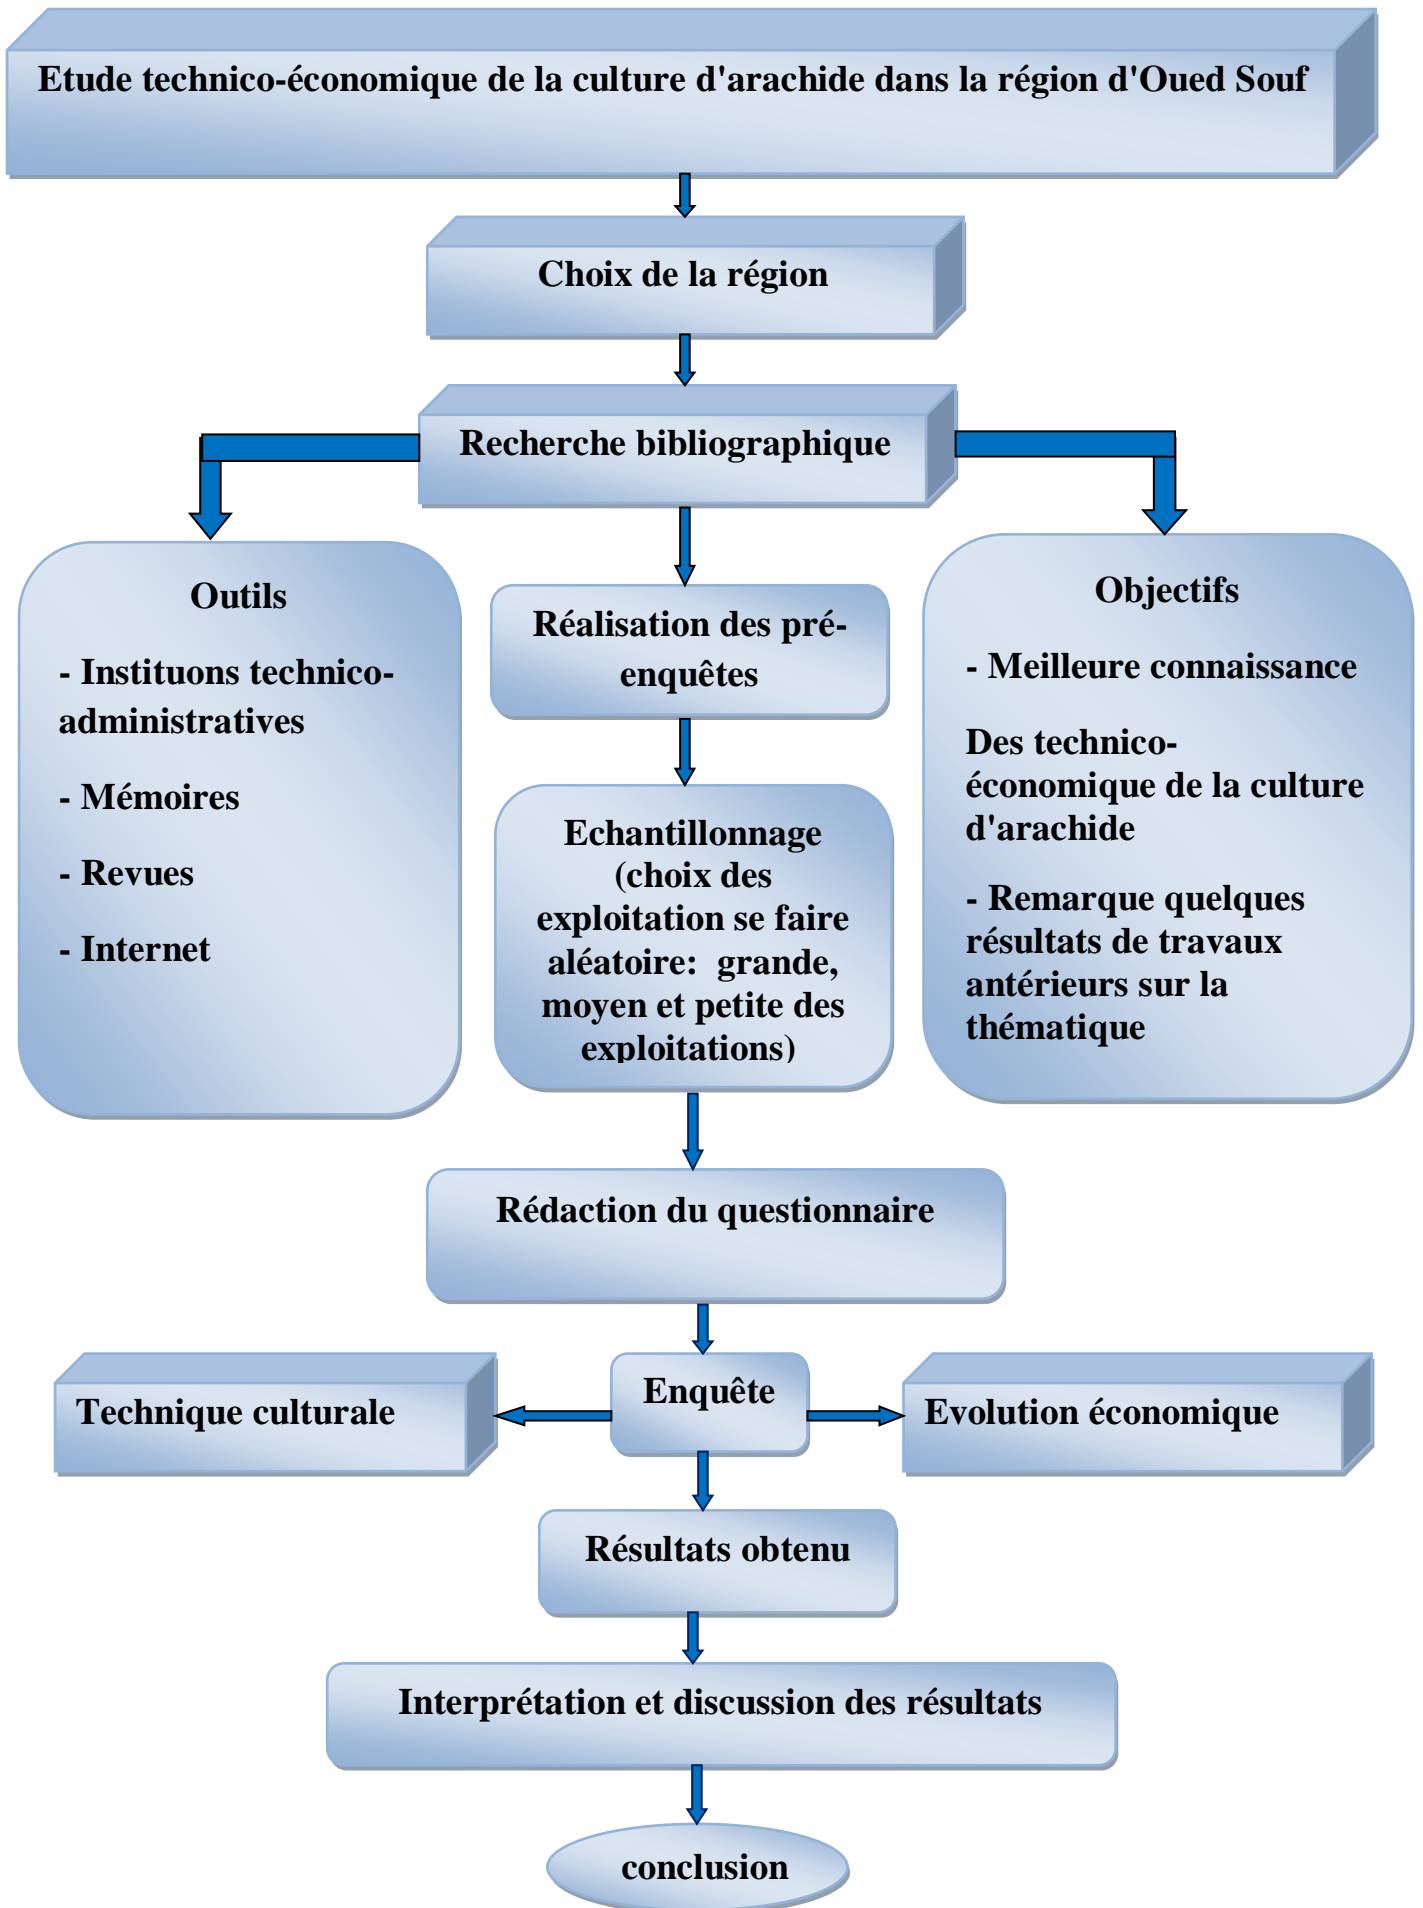 Etude technico-économique de la culture d'arachide dans la région d'Oued Souf
Choix de la région
Recherche bibliographique
Outils
- Instituons technico-
administratives
- Mémoires
- Revues
- Internet
Réalisation des pré-
enquêtes
Echantillonnage
(choix des
exploitation se faire
aléatoire: grande,
moyen et petite des
exploitations)
Objectifs
- Meilleure connaissance
Des technico-
économique de la culture
d'arachide
- Remarque quelques
résultats de travaux
antérieurs sur la
thématique
Rédaction du questionnaire
Technique culturale
Enquête
Evolution économique
Résultats obtenu
Interprétation et discussion des résultats
conclusion